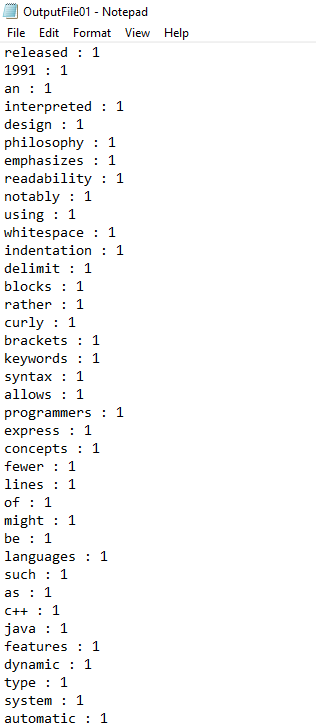 OutputFile01 - Notepad
File Edit Format View Help
released : 1
1991 : 1
an : 1
interpreted : 1
design : 1
philosophy : 1
emphasizes : 1
readability : 1
notably : 1
using : 1
whitespace : 1
indentation : 1
delimit : 1
blocks : 1
rather : 1
curly : 1
brackets : 1
keywords : 1
syntax : 1
allows : 1
programmers : 1
express : 1
concepts : 1
fewer : 1
lines : 1
of : 1
might : 1
be : 1
languages : 1
such : 1
as : 1
c++ : 1
java : 1
features : 1
dynamic : 1
type : 1
system : 1
automatic : 1